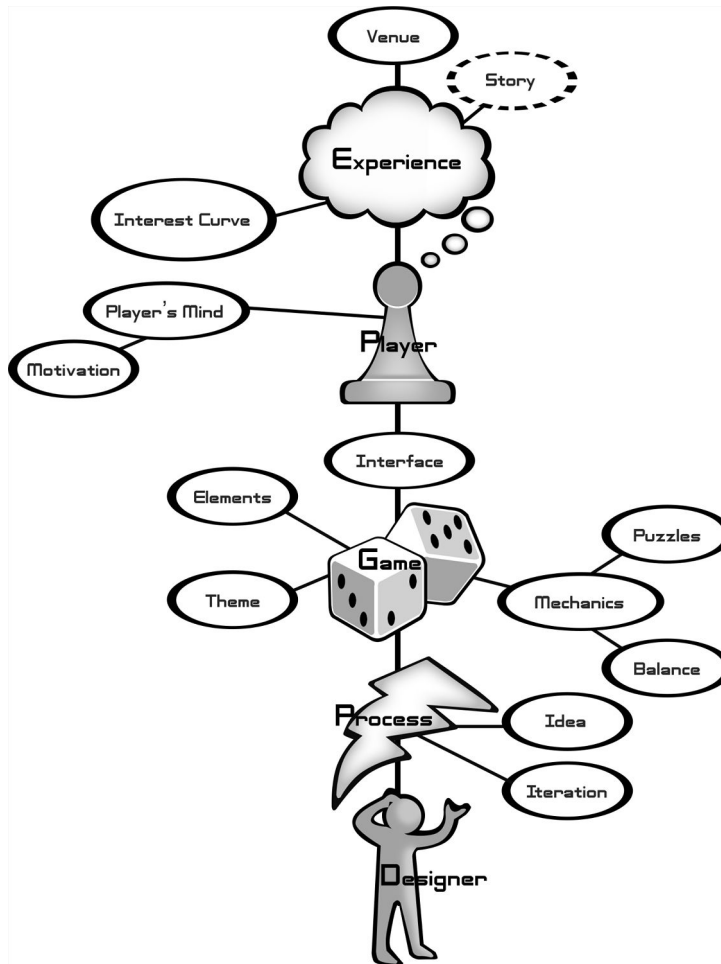 Venue
Story
Experience
Interest Curve
Player's Mind
Player
Motivation
Interface
Elements
Puzzles
Game
Theme
Mechanics
Balance
Process
Idea
Iteration
Designer